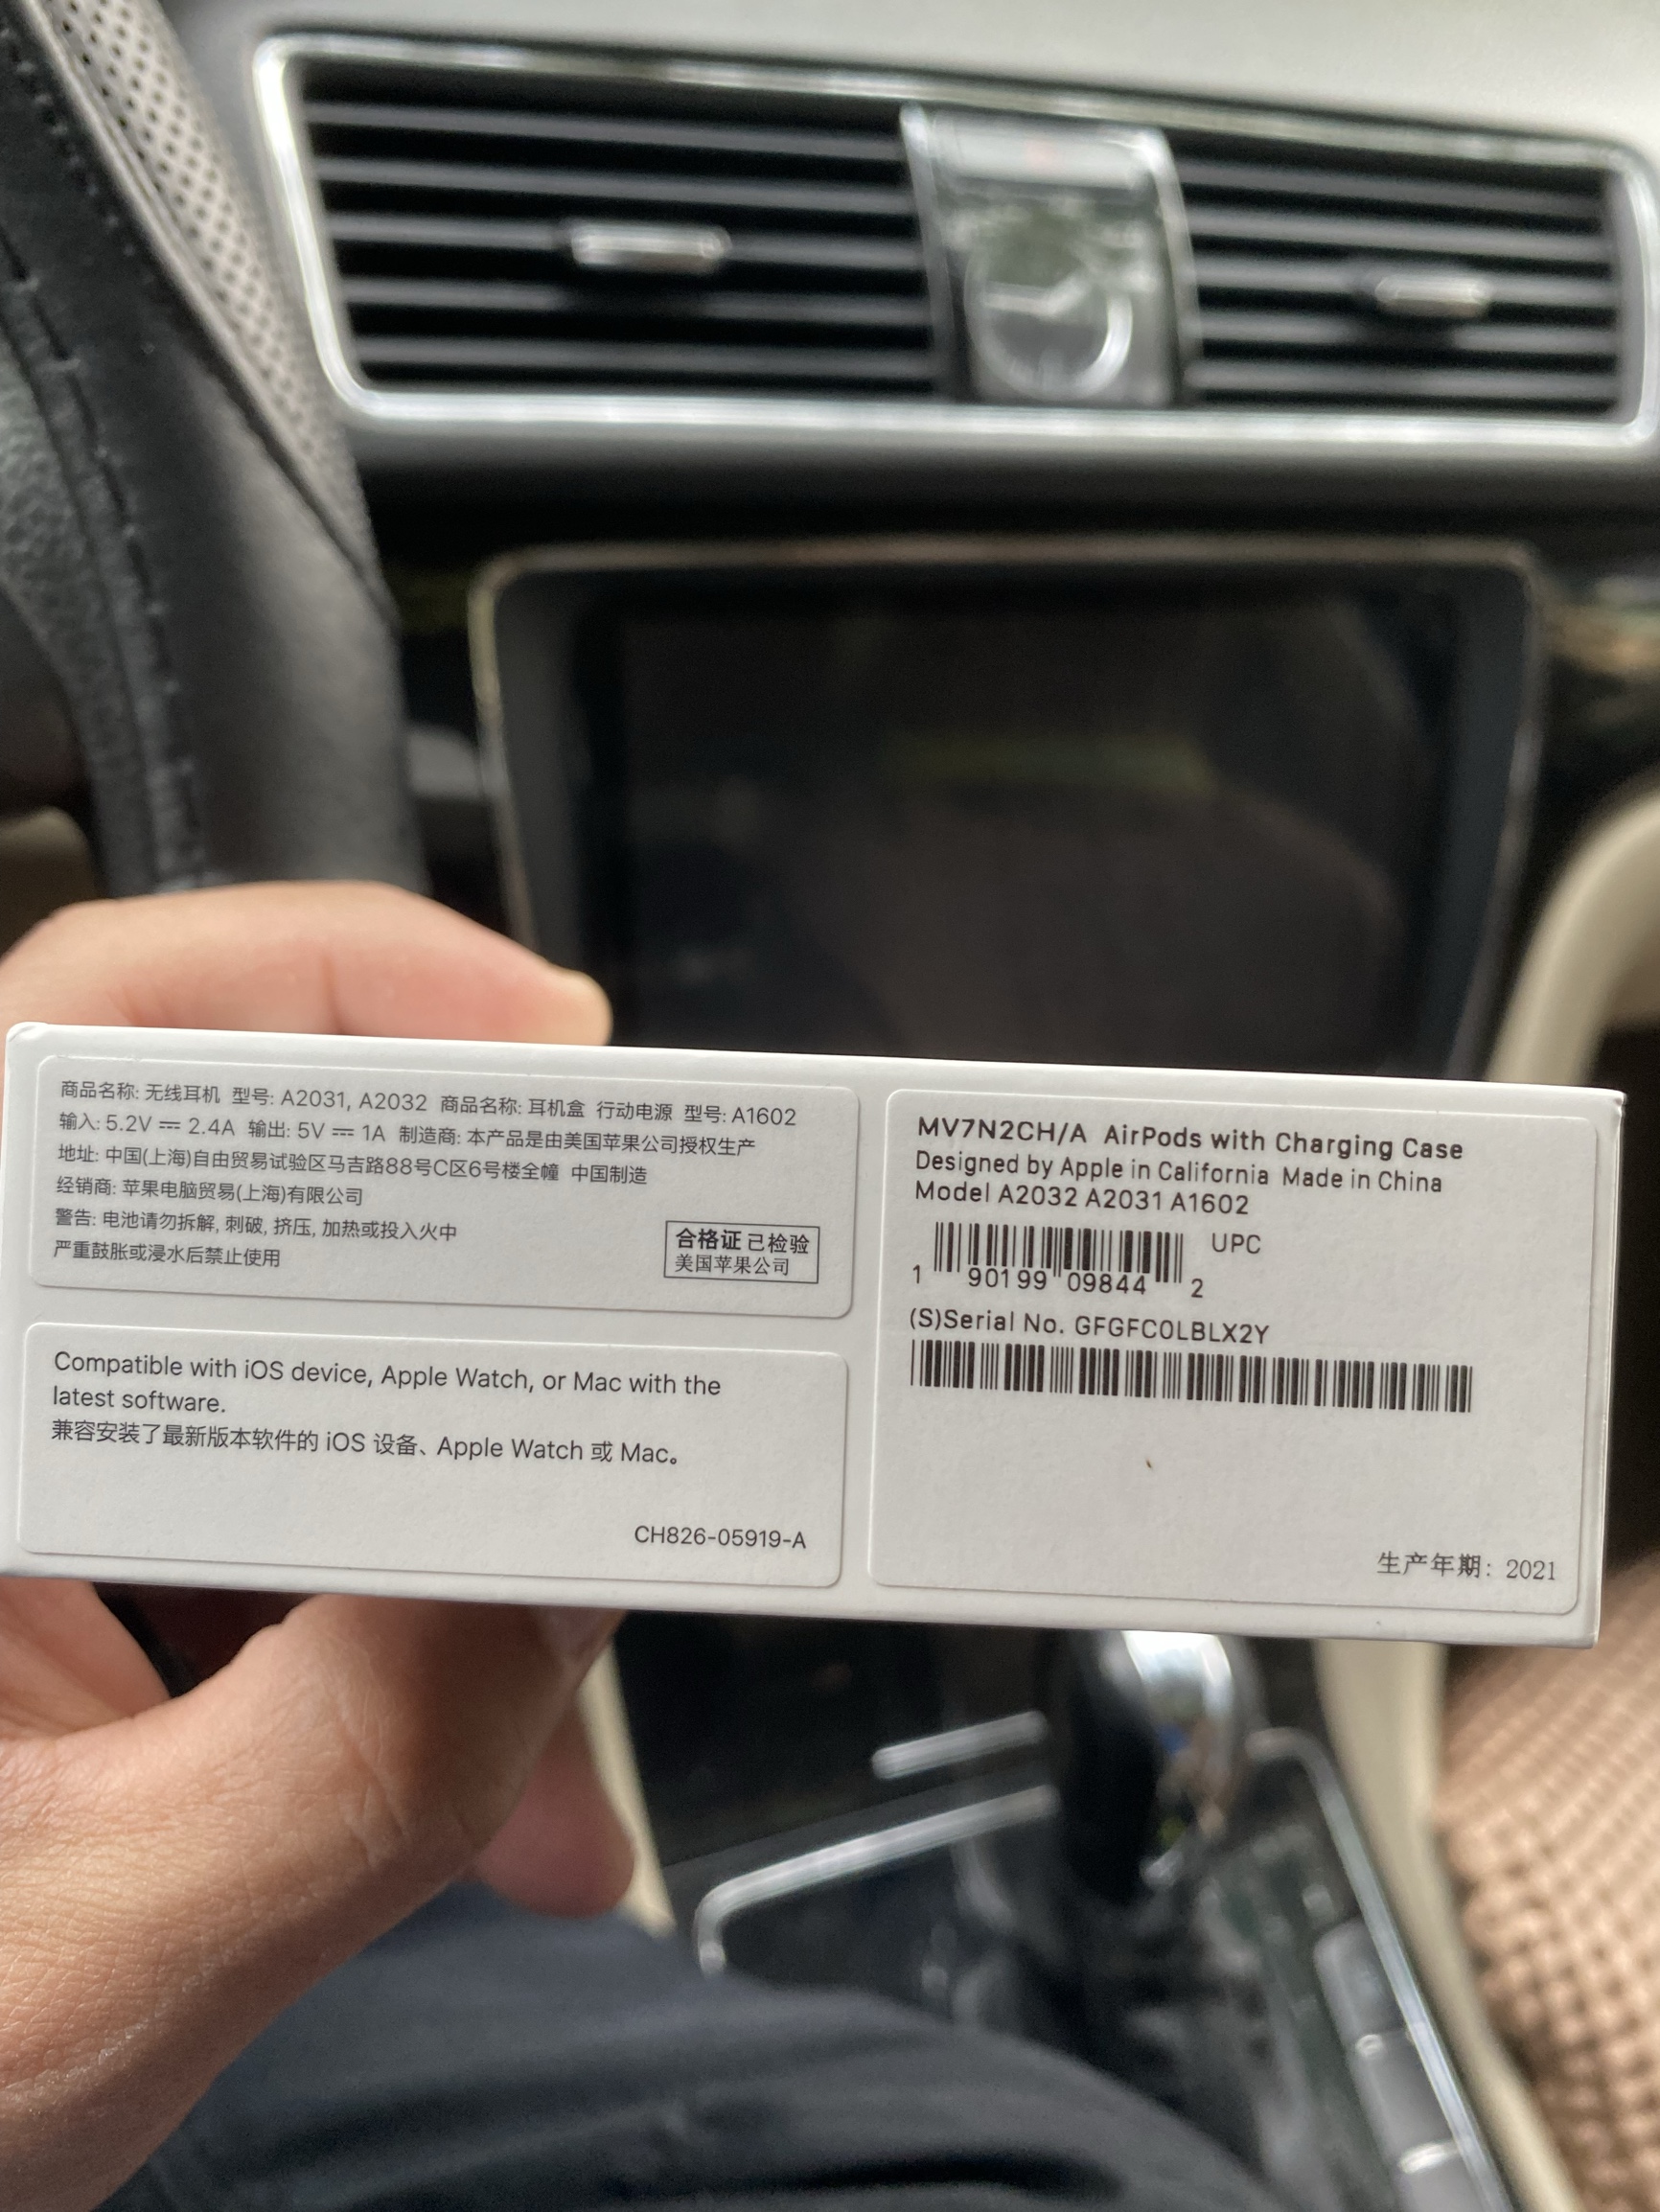 商品名称: 无线耳机 型号: A2031, A2032 商品名称: 耳机盒 行动电源 型号: A1602
输入: 5.2V ⎓ 2.4A 输出: 5V ⎓ 1A 制造商: 本产品是由美国苹果公司授权生产
地址: 中国(上海)自由贸易试验区马吉路88号C区6号楼全幢 中国制造
经销商: 苹果电脑贸易(上海)有限公司
警告: 电池请勿拆解, 刺破, 挤压, 加热或投入火中
严重鼓胀或浸水后禁止使用
合格证 已检验
美国苹果公司
Compatible with iOS device, Apple Watch, or Mac with the
latest software.
兼容安装了最新版本软件的 iOS 设备、Apple Watch 或 Mac。
CH826-05919-A
MV7N2CH/A AirPods with Charging Case
Designed by Apple in California Made in China
Model A2032 A2031 A1602
UPC
1 90199 09844 2
(S)Serial No. GFGFC0LBLX2Y
生产年期: 2021